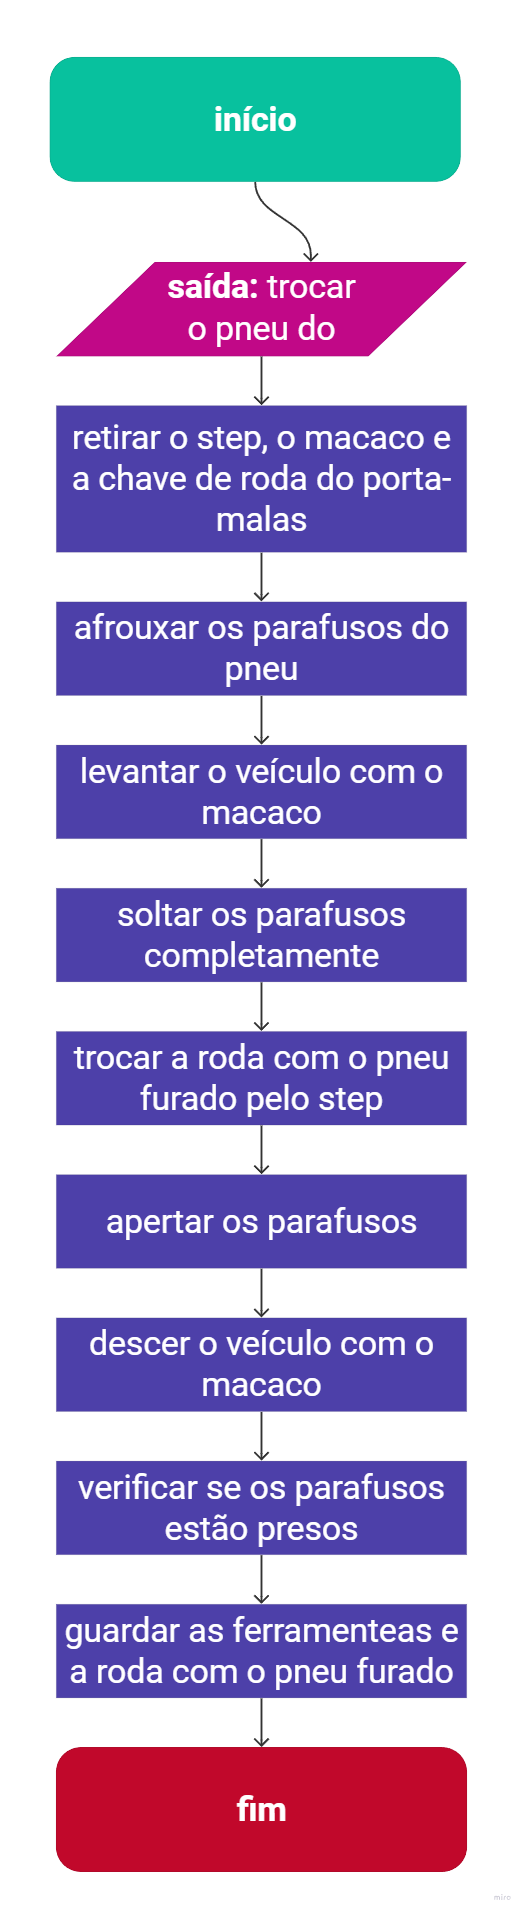 início
saída: trocar
o pneu do
retirar o step, o macaco e
a chave de roda do porta-
malas
afrouxar os parafusos do
pneu
levantar o veículo com o
macaco
soltar os parafusos
completamente
trocar a roda com o pneu
furado pelo step
apertar os parafusos
descer o veículo com o
macaco
verificar se os parafusos
estão presos
guardar as ferramenteas e
a roda com o pneu furado
fim
miro